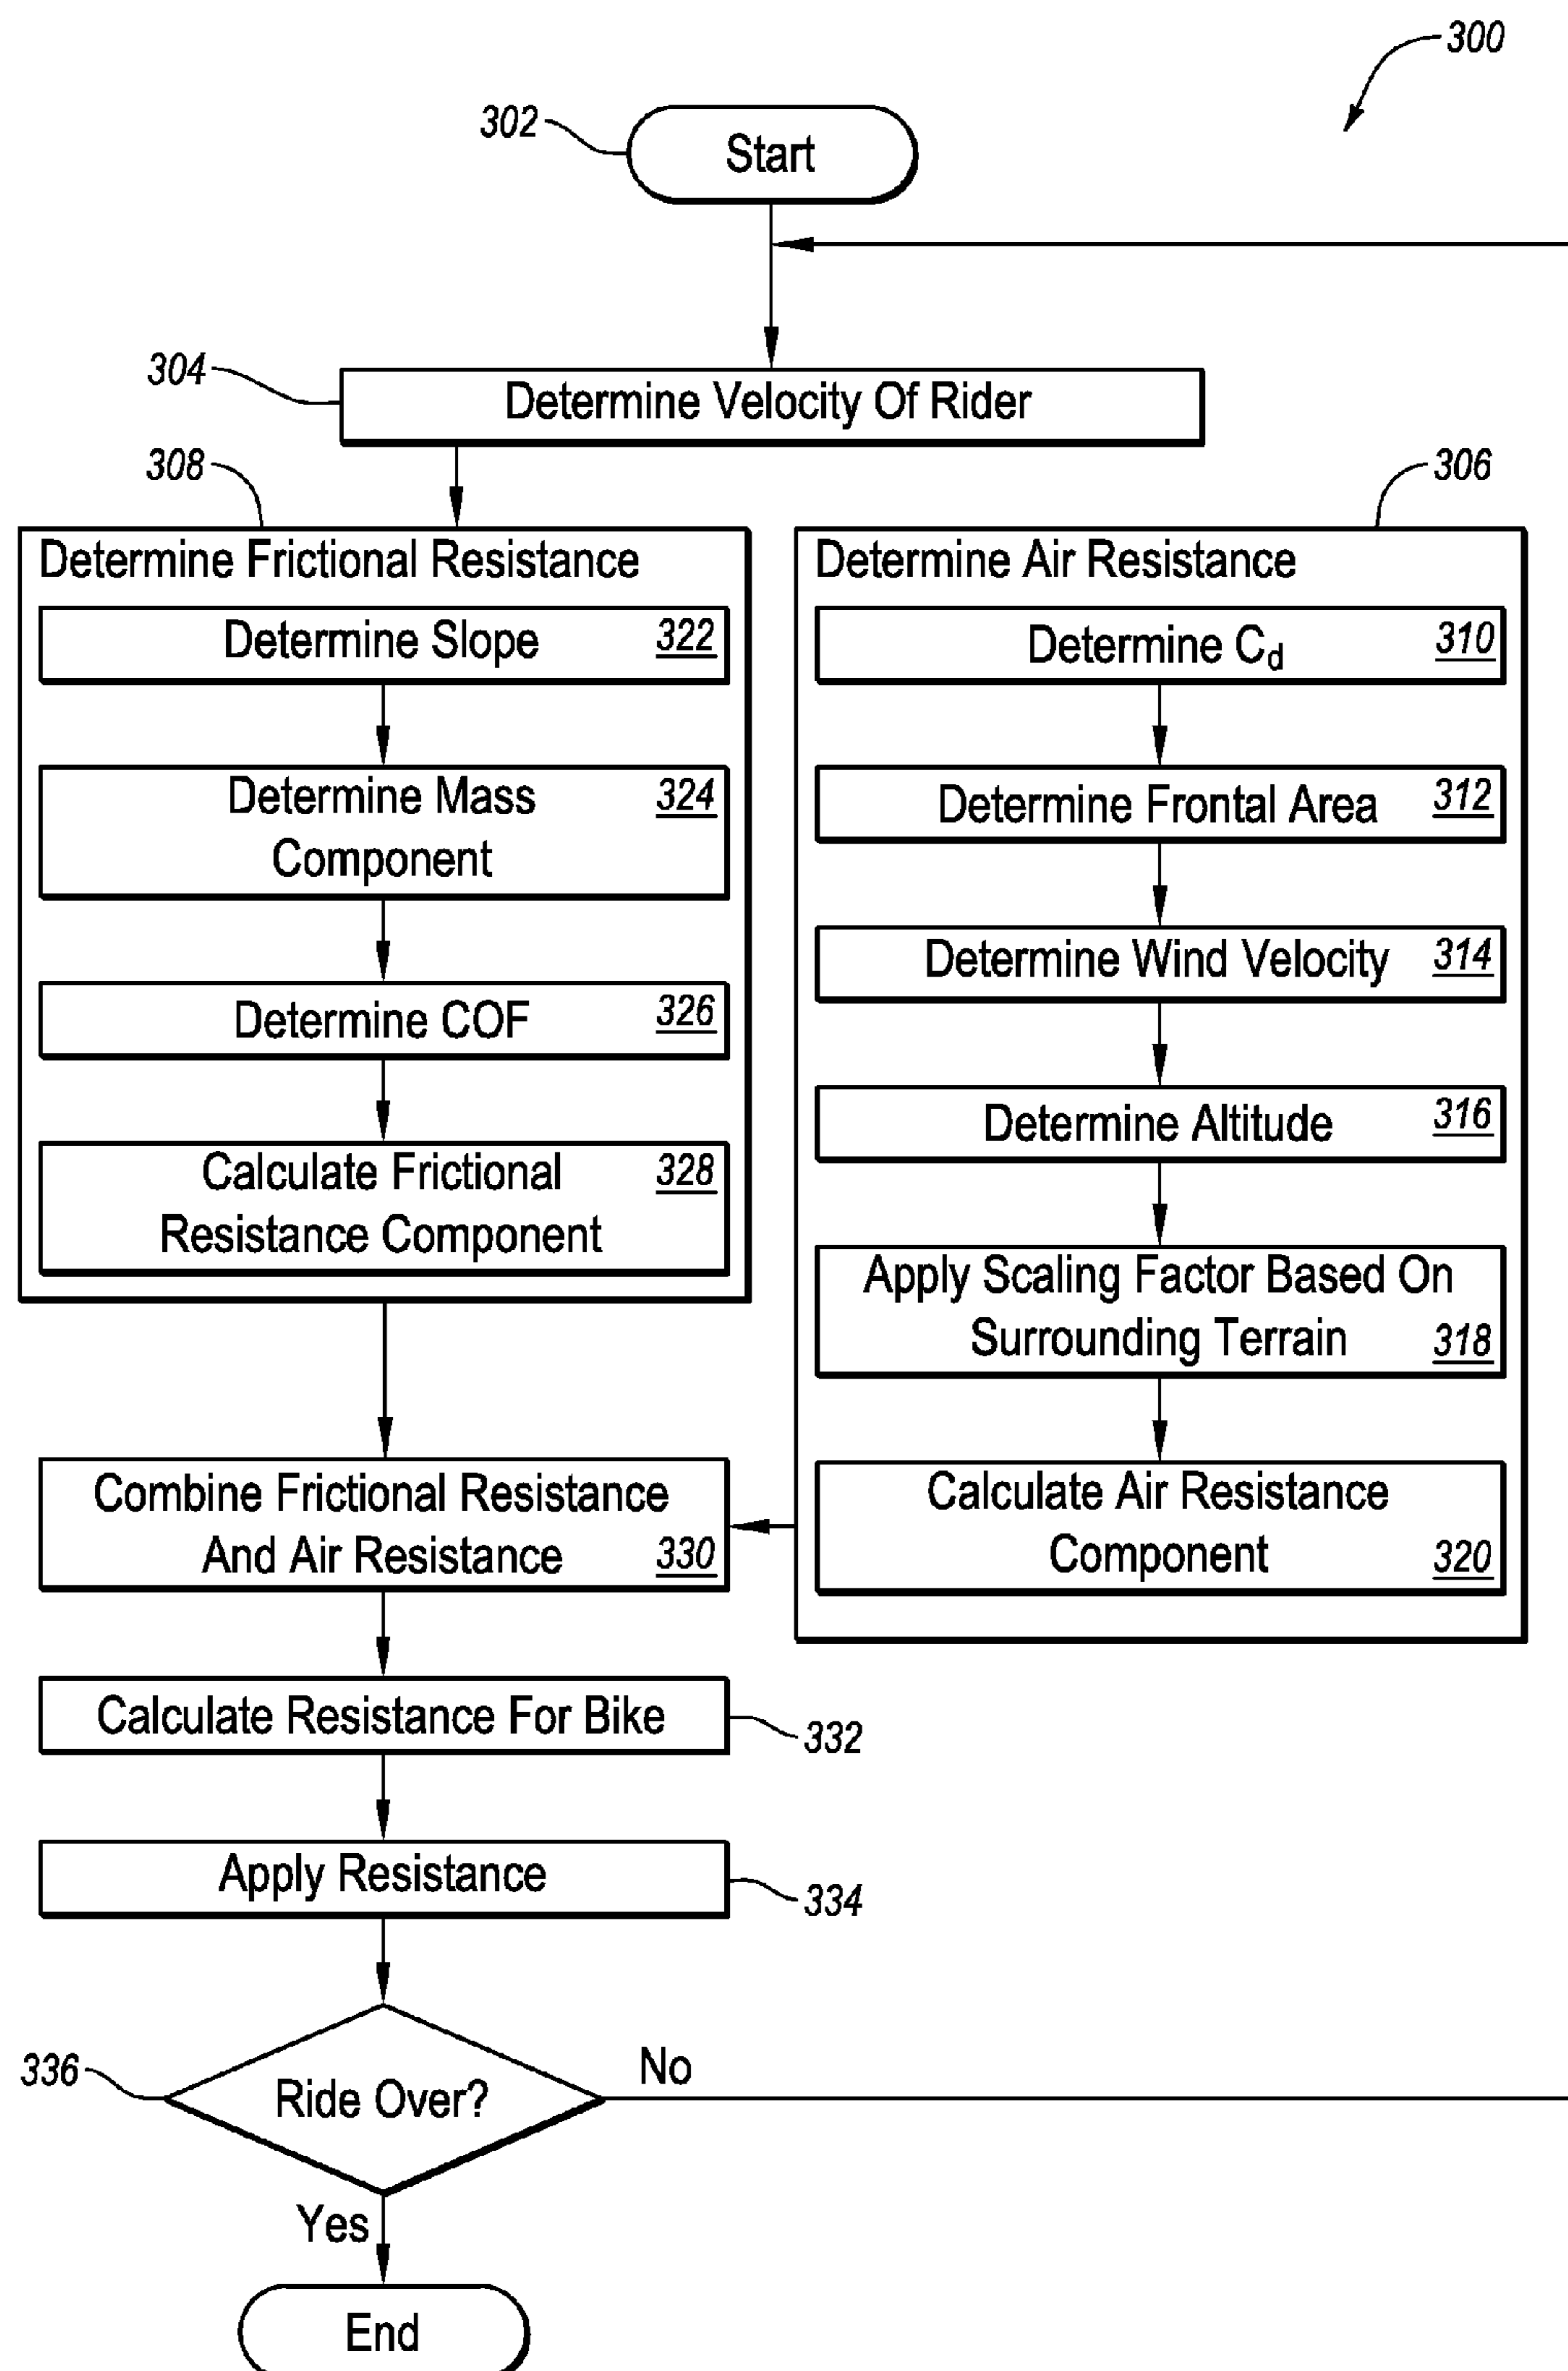 300
302
Start
304
Determine Velocity Of Rider
308
306
Determine Frictional Resistance
Determine Slope 322
Determine Mass 324
Component
Determine COF 326
Calculate Frictional 328
Resistance Component
Determine Air Resistance
Determine Cd 310
Determine Frontal Area 312
Determine Wind Velocity 314
Determine Altitude 316
Apply Scaling Factor Based On
Surrounding Terrain 318
Calculate Air Resistance
Component 320
Combine Frictional Resistance
And Air Resistance 330
Calculate Resistance For Bike
332
Apply Resistance
334
336
Ride Over?
No
Yes
End